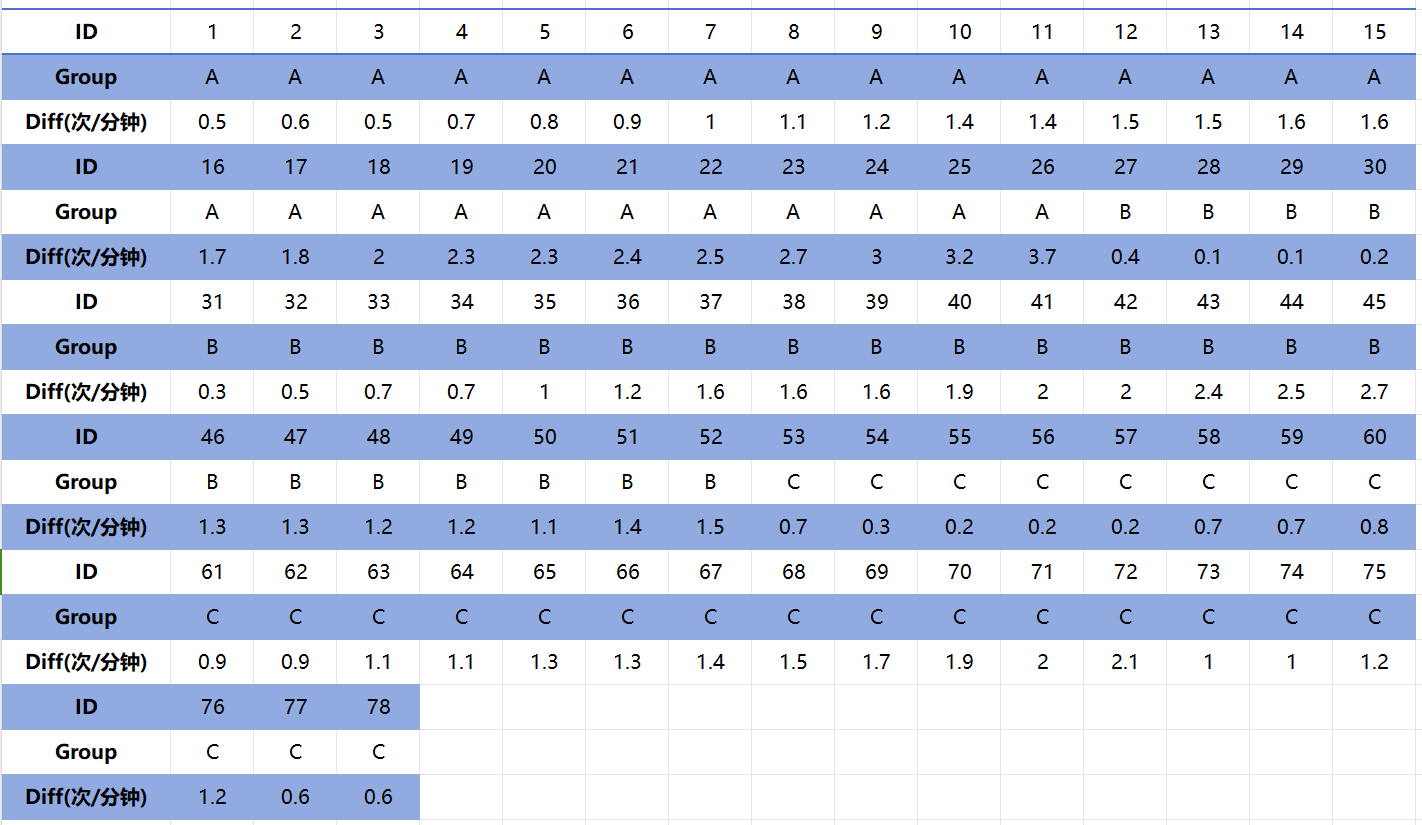 ID 1 2 3 4 5 6 7 8 9 10 11 12 13 14 15
Group A A A A A A A A A A A A A A A
Diff(次/分钟) 0.5 0.6 0.5 0.7 0.8 0.9 1 1.1 1.2 1.4 1.4 1.5 1.5 1.6 1.6
ID 16 17 18 19 20 21 22 23 24 25 26 27 28 29 30
Group A A A A A A A A A A A B B B B
Diff(次/分钟) 1.7 1.8 2 2.3 2.3 2.4 2.5 2.7 3 3.2 3.7 0.4 0.1 0.1 0.2
ID 31 32 33 34 35 36 37 38 39 40 41 42 43 44 45
Group B B B B B B B B B B B B B B B
Diff(次/分钟) 0.3 0.5 0.7 0.7 1 1.2 1.6 1.6 1.6 1.9 2 2 2.4 2.5 2.7
ID 46 47 48 49 50 51 52 53 54 55 56 57 58 59 60
Group B B B B B B B C C C C C C C C
Diff(次/分钟) 1.3 1.3 1.2 1.2 1.1 1.4 1.5 0.7 0.3 0.2 0.2 0.2 0.7 0.7 0.8
ID 61 62 63 64 65 66 67 68 69 70 71 72 73 74 75
Group C C C C C C C C C C C C C C C
Diff(次/分钟) 0.9 0.9 1.1 1.1 1.3 1.3 1.4 1.5 1.7 1.9 2 2.1 1 1 1.2
ID 76 77 78
Group C C C
Diff(次/分钟) 1.2 0.6 0.6